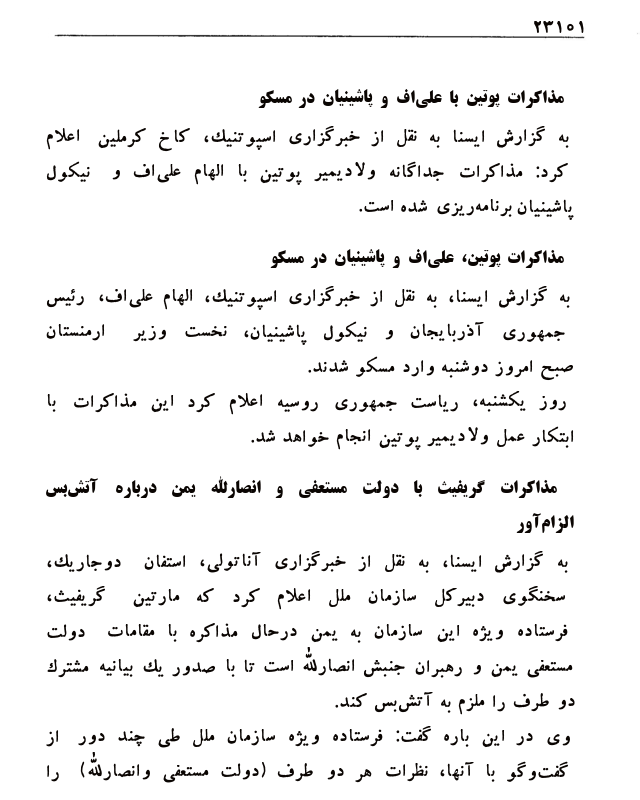 ۲۳۱۰۱
مذاکرات پوتین با علی‌اف و پاشینیان در مسکو
به گزارش ایسنا به نقل از خبرگزاری اسپوتنیك، کاخ کرملین اعلام
کرد: مذاکرات جداگانه ولادیمیر پوتین با الهام علی‌اف و نیکول
پاشینیان برنامه‌ریزی شده است.
مذاکرات پوتین، علی‌اف و پاشینیان در مسکو
به گزارش ایسنا، به نقل از خبرگزاری اسپوتنیك، الهام علی‌اف، رئیس
جمهوری آذربایجان و نیکول پاشینیان، نخست وزیر ارمنستان
صبح امروز دوشنبه وارد مسکو شدند.
روز یکشنبه، ریاست جمهوری روسیه اعلام کرد این مذاکرات با
ابتکار عمل ولادیمیر پوتین انجام خواهد شد.
مذاکرات گریفیث با دولت مستعفی و انصارلله یمن درباره آتش‌بس
الزام‌آور
به گزارش ایسنا، به نقل از خبرگزاری آناتولی، استفان دوجاریك،
سخنگوی دبیرکل سازمان ملل اعلام کرد که مارتین گریفیث،
فرستاده ویژه این سازمان به یمن درحال مذاکره با مقامات دولت
مستعفی یمن و رهبران جنبش انصارلله است تا با صدور یك بیانیه مشترك
دو طرف را ملزم به آتش‌بس کند.
وی در این باره گفت: فرستاده ویژه سازمان ملل طی چند دور از
گفت‌وگو با آنها، نظرات هر دو طرف (دولت مستعفی وانصارلله) را